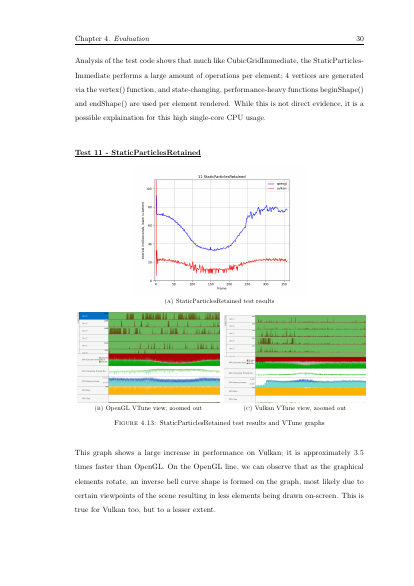 Chapter 4. Evaluation 30
Analysis of the test code shows that much like CubicGridImmediate, the StaticParticles-
Immediate performs a large amount of operations per element; 4 vertices are generated
via the vertex() function, and state-changing, performance-heavy functions beginShape()
and endShape() are used per element rendered. While this is not direct evidence, it is a
possible explaination for this high single-core CPU usage.
Test 11 - StaticParticlesRetained
11 StaticParticlesRetained
opengl
vulkan
100
80
60
40
20
0
0 50 100 150 200 250 300 350
frame
(a) StaticParticlesRetained test results
(b) OpenGL VTune view, zoomed out
(c) Vulkan VTune view, zoomed out
Figure 4.13: StaticParticlesRetained test results and VTune graphs
This graph shows a large increase in performance on Vulkan; it is approximately 3.5
times faster than OpenGL. On the OpenGL line, we can observe that as the graphical
elements rotate, an inverse bell curve shape is formed on the graph, most likely due to
certain viewpoints of the scene resulting in less elements being drawn on-screen. This is
true for Vulkan too, but to a lesser extent.